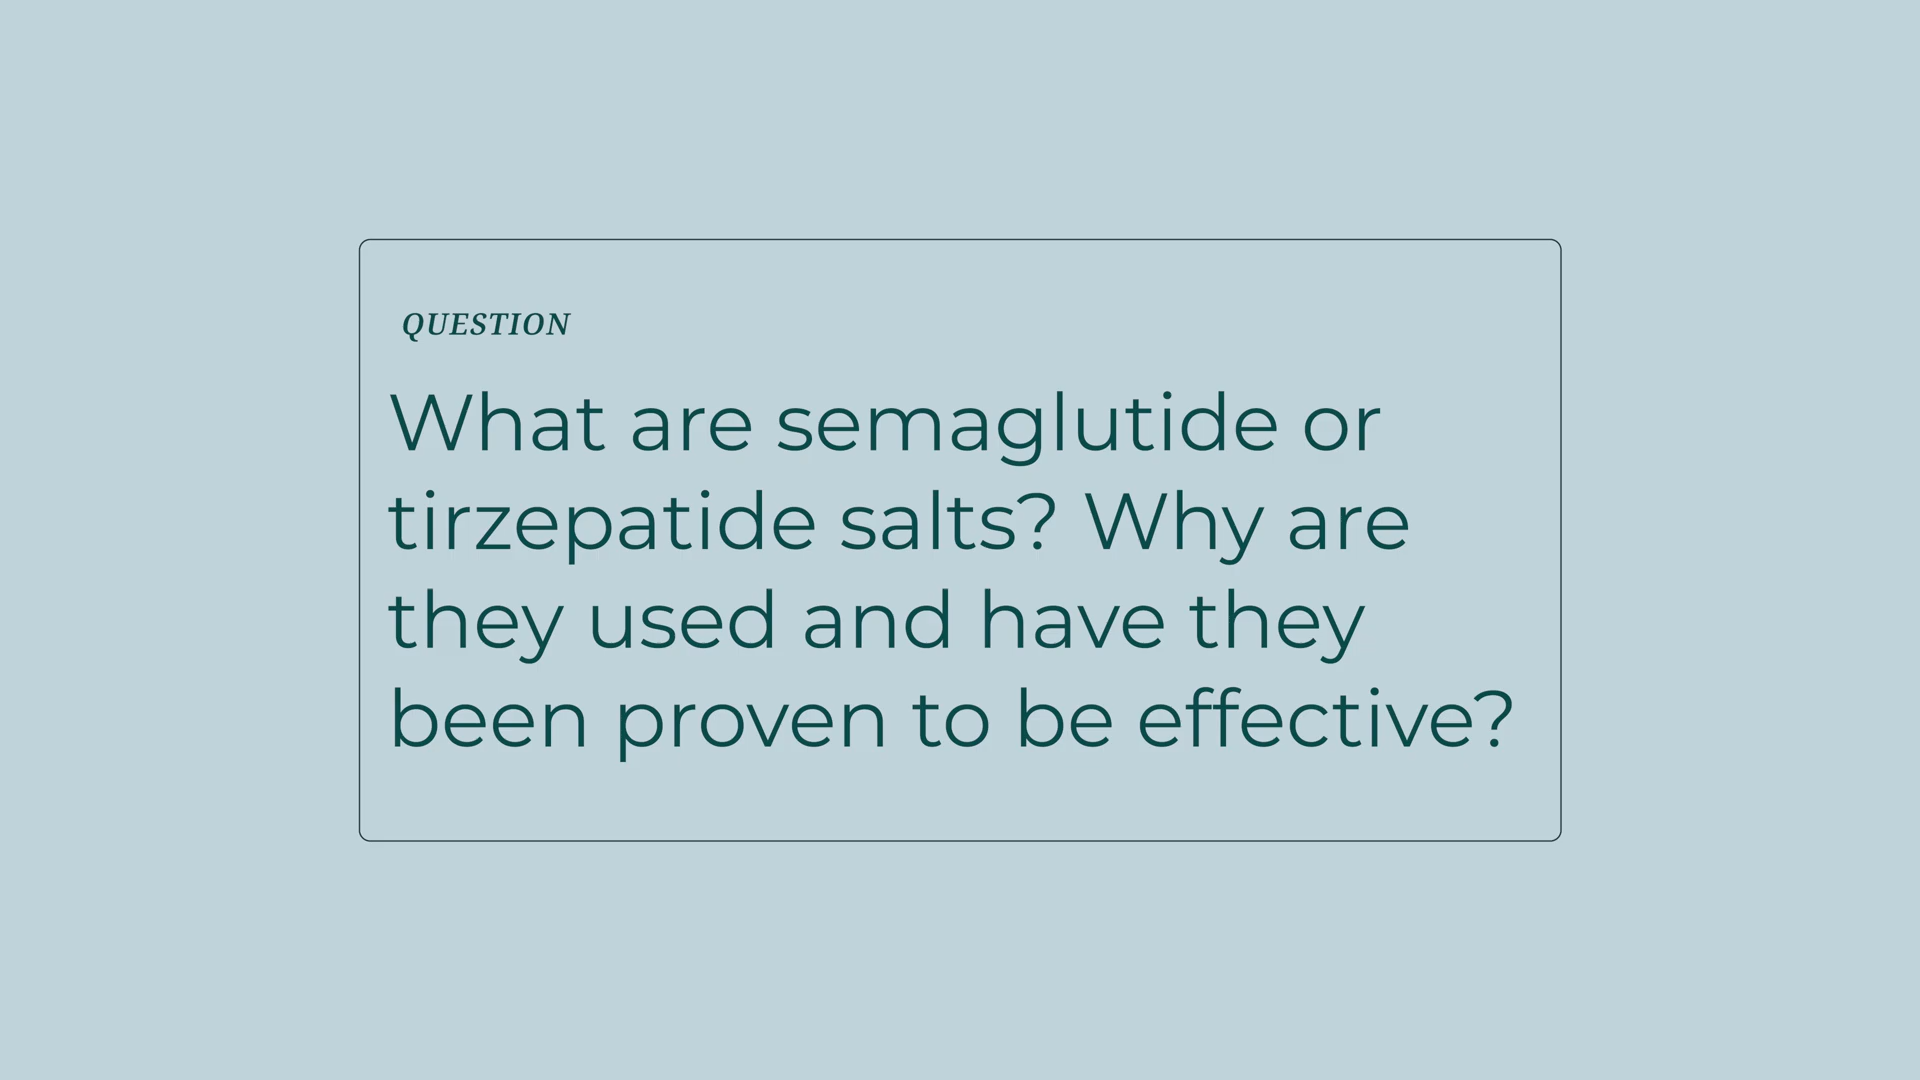 QUESTION
What are semaglutide or
tirzepatide salts? Why are
they used and have they
been proven to be effective?